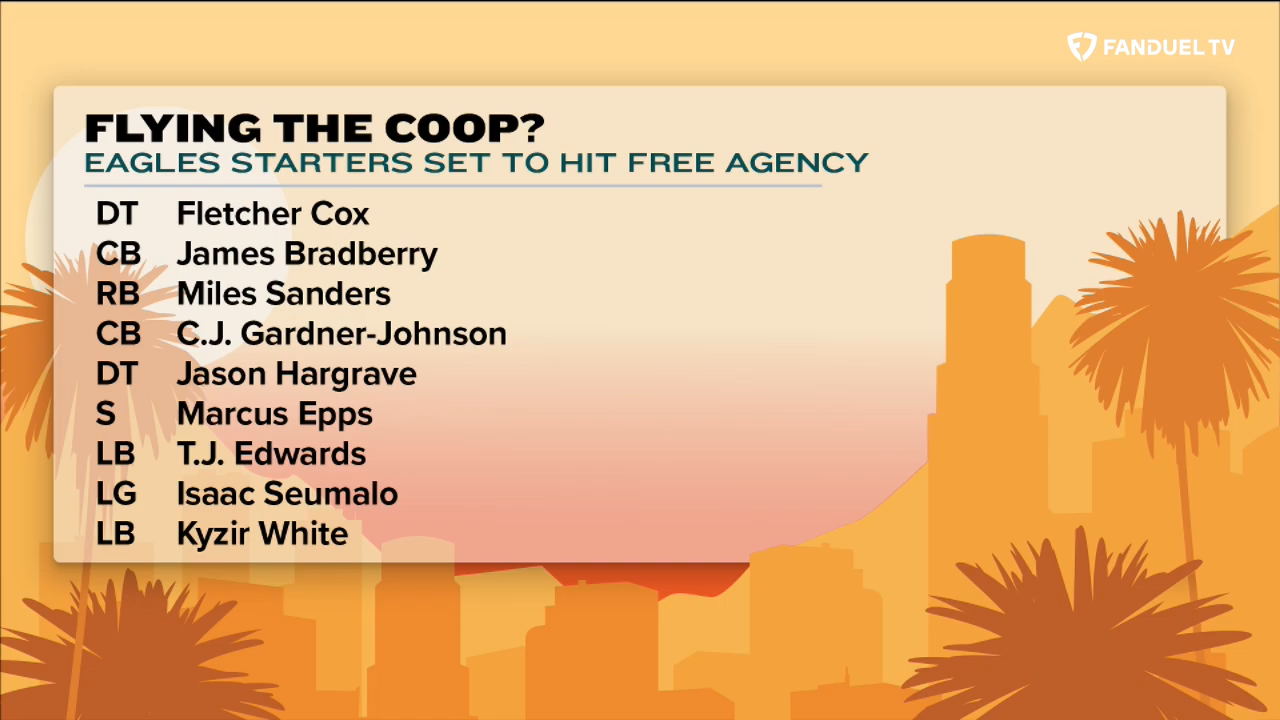 FANDUEL TV
FLYING THE COOP?
EAGLES STARTERS SET TO HIT FREE AGENCY
DT Fletcher Cox
CB James Bradberry
RB Miles Sanders
CB C.J. Gardner-Johnson
DT Jason Hargrave
S Marcus Epps
LB T.J. Edwards
LG Isaac Seumalo
LB Kyzir White